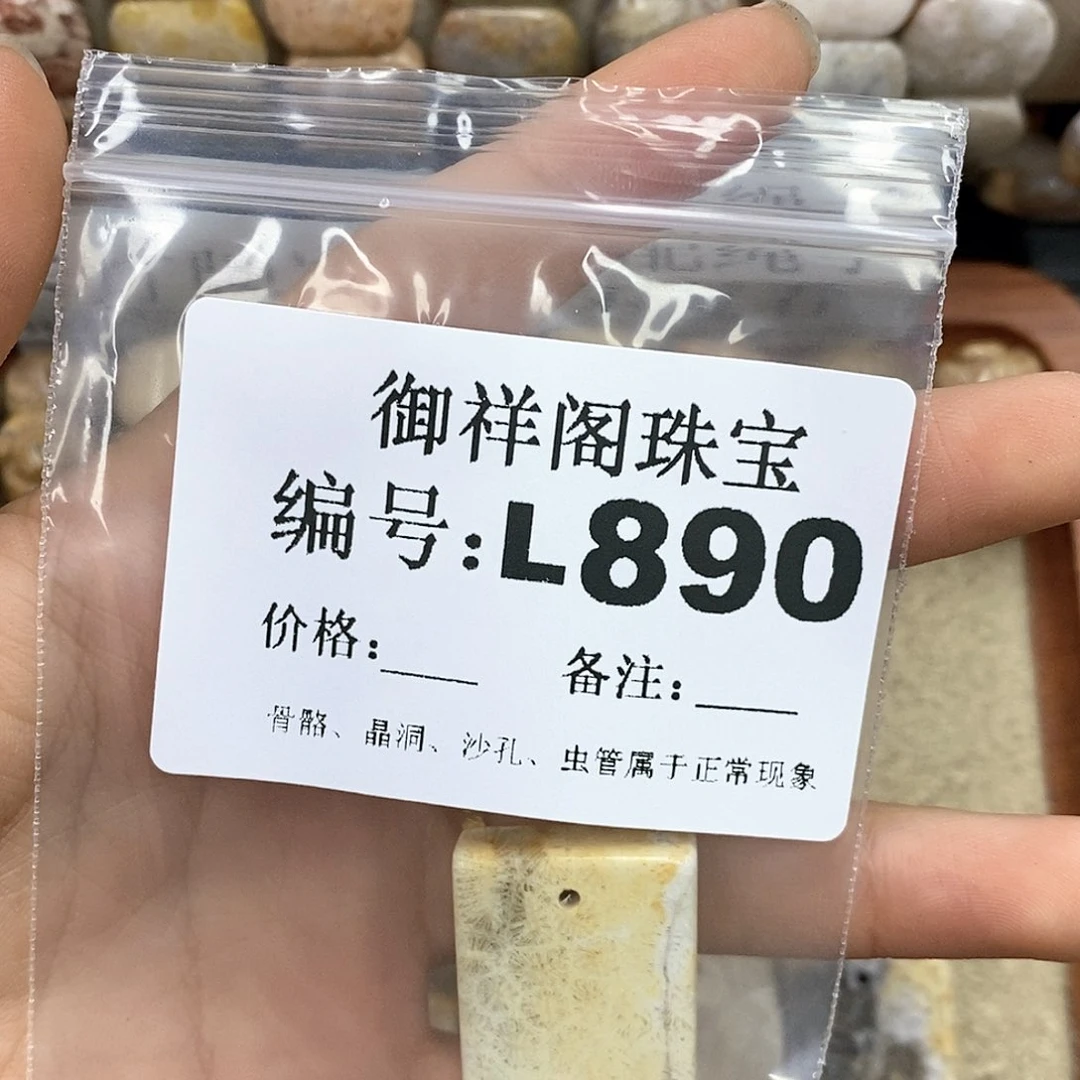 御祥阁珠宝
编号:L890
价格:____ 备注:____
骨骼、晶洞、沙孔、虫管属于正常现象